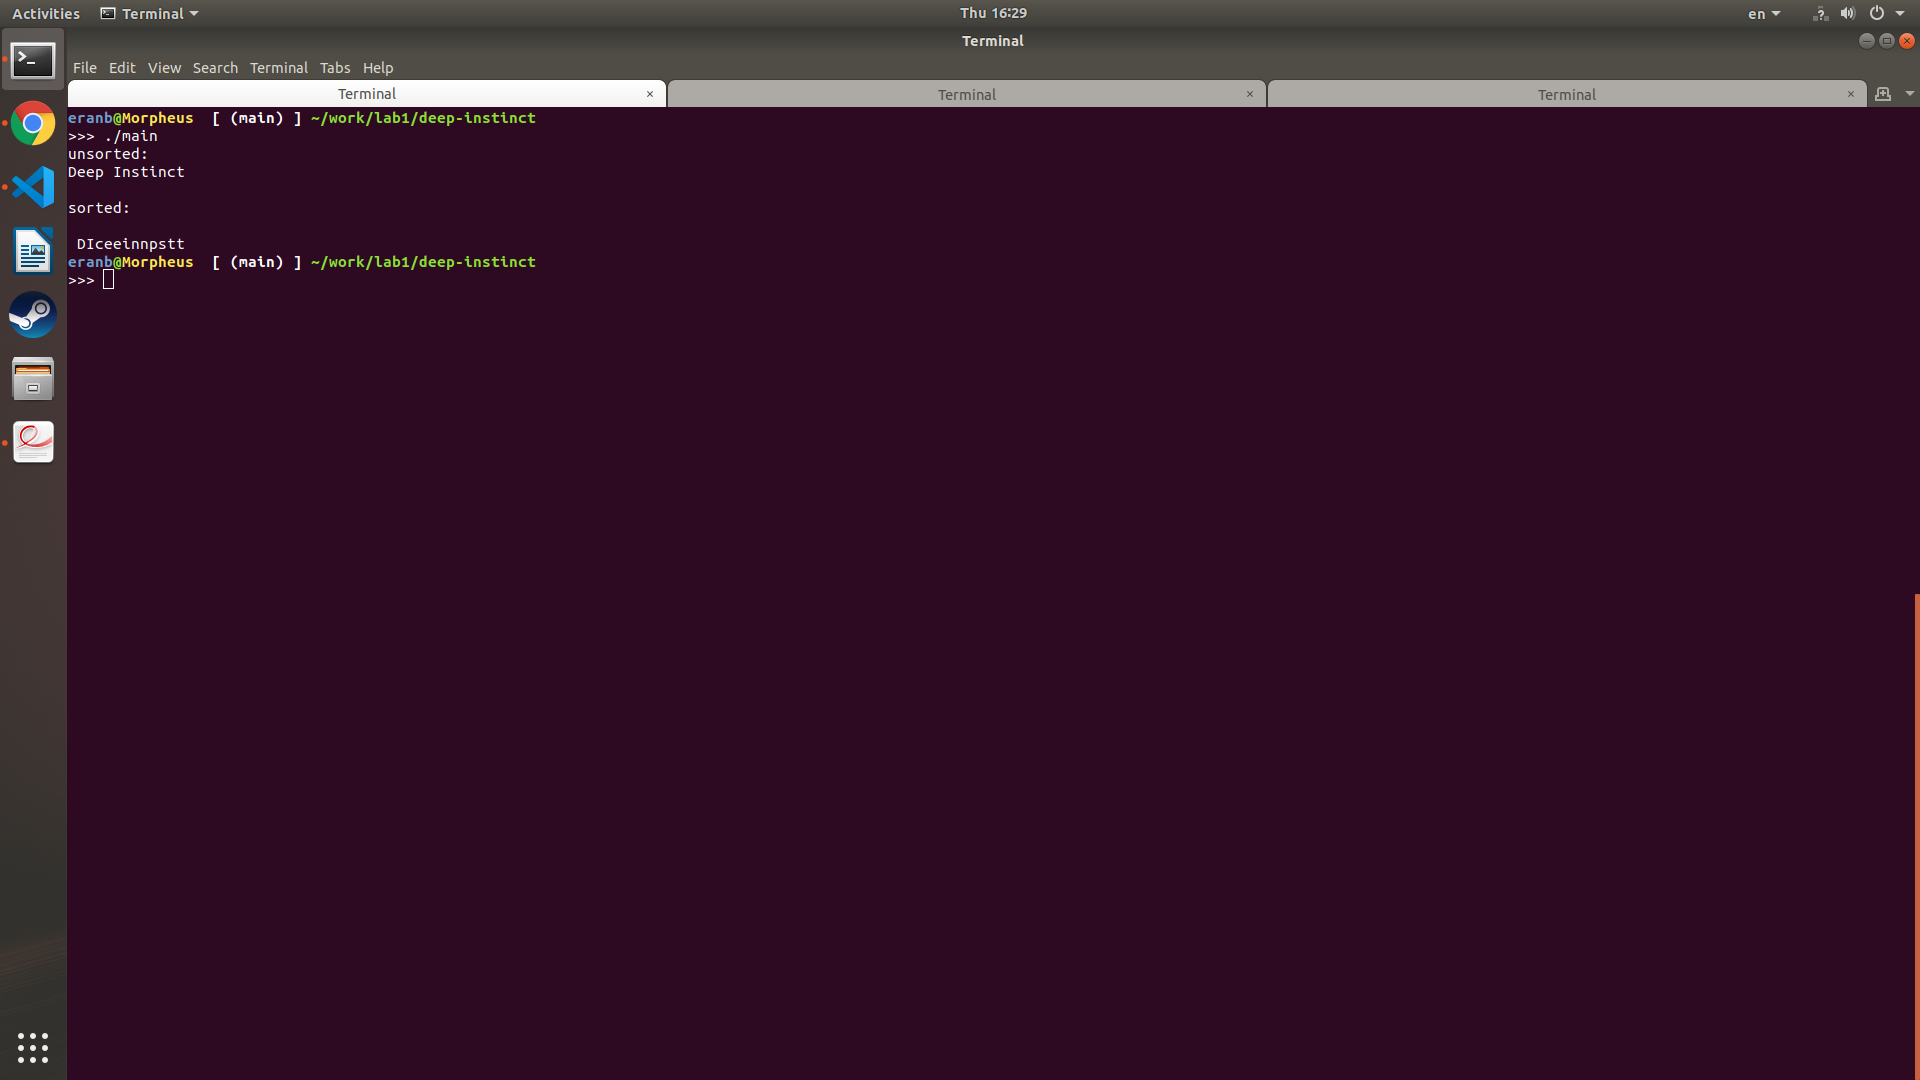 Activities Terminal Thu 16:29 en
Terminal
File Edit View Search Terminal Tabs Help
Terminal Terminal Terminal
eranb@Morpheus  [ (main) ] ~/work/lab1/deep-instinct
>>> ./main
unsorted:
Deep Instinct
sorted:
 DIceeinnpstt
eranb@Morpheus  [ (main) ] ~/work/lab1/deep-instinct
>>>